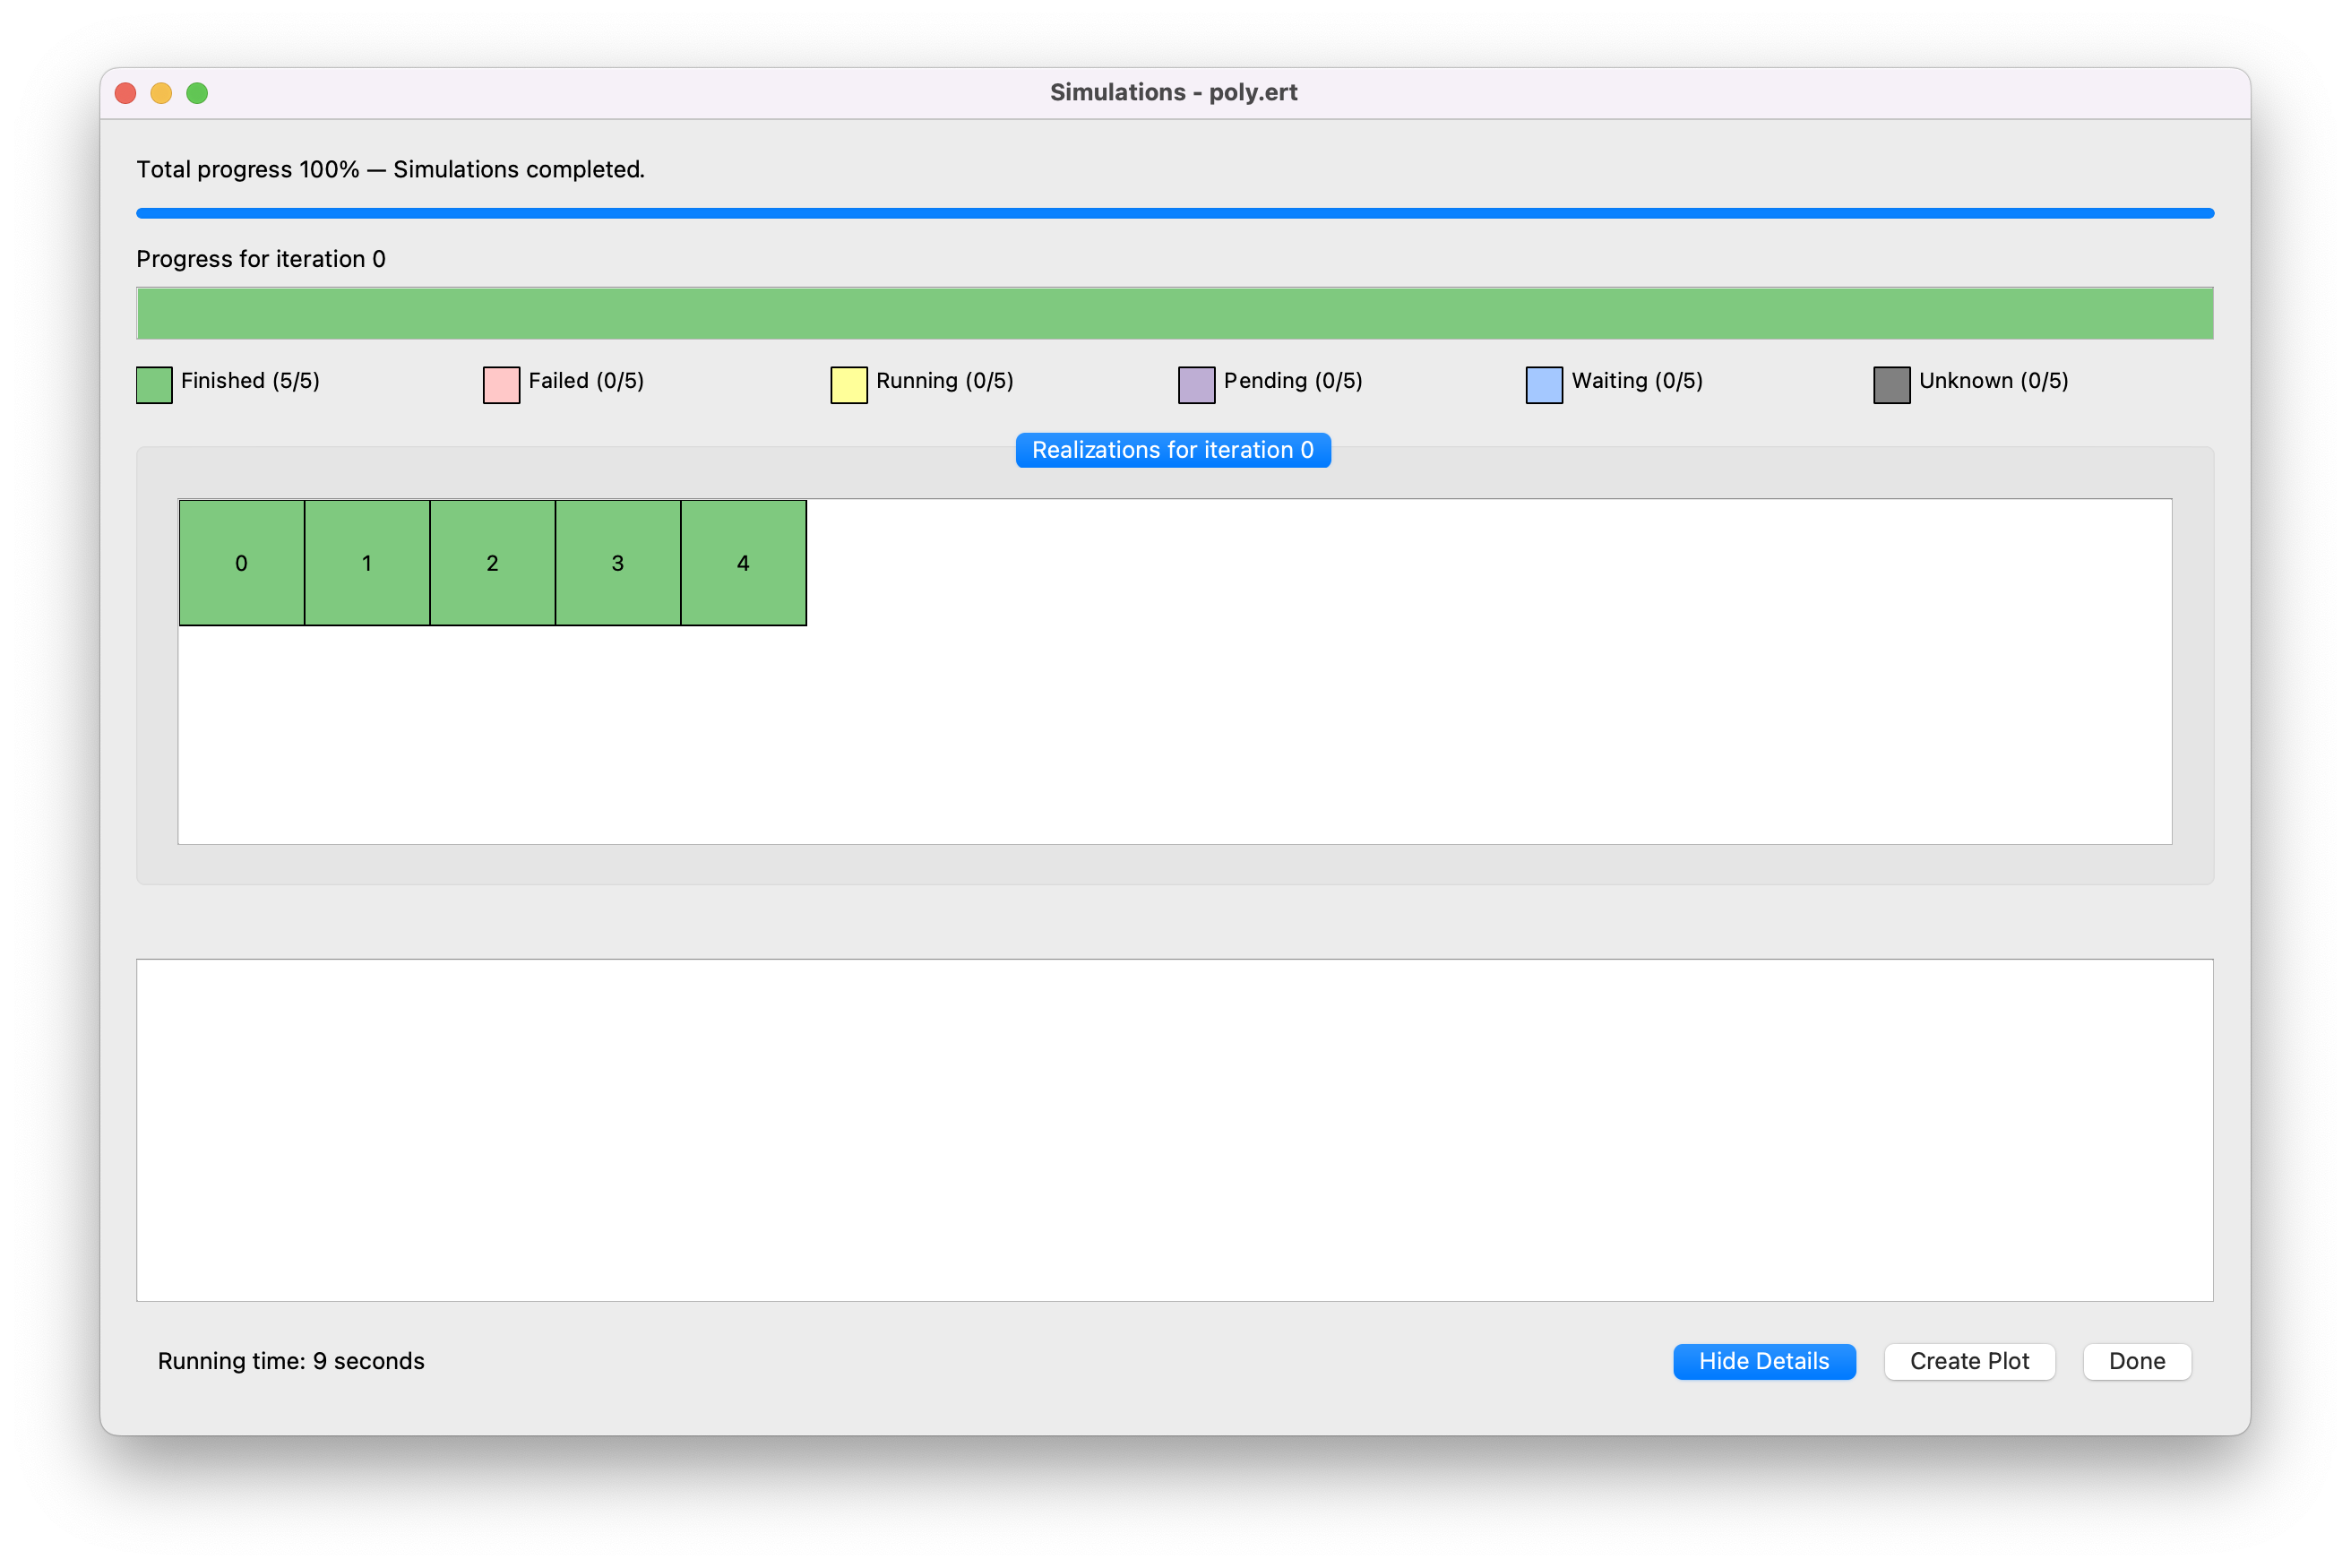 Simulations - poly.ert
Total progress 100% — Simulations completed.
Progress for iteration 0
Finished (5/5) Failed (0/5) Running (0/5) Pending (0/5) Waiting (0/5) Unknown (0/5)
Realizations for iteration 0
0 1 2 3 4
Running time: 9 seconds Hide Details Create Plot Done